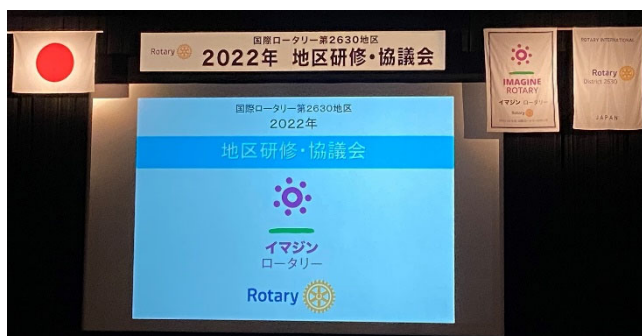 国際ロータリー第2630地区
Rotary
2022年 地区研修・協議会
国際ロータリー第2630地区
2022年
地区研修・協議会
イマジン
ロータリー
Rotary
IMAGINE
ROTARY
イマジン ロータリー
Rotary
Rotary
District 2630
JAPAN